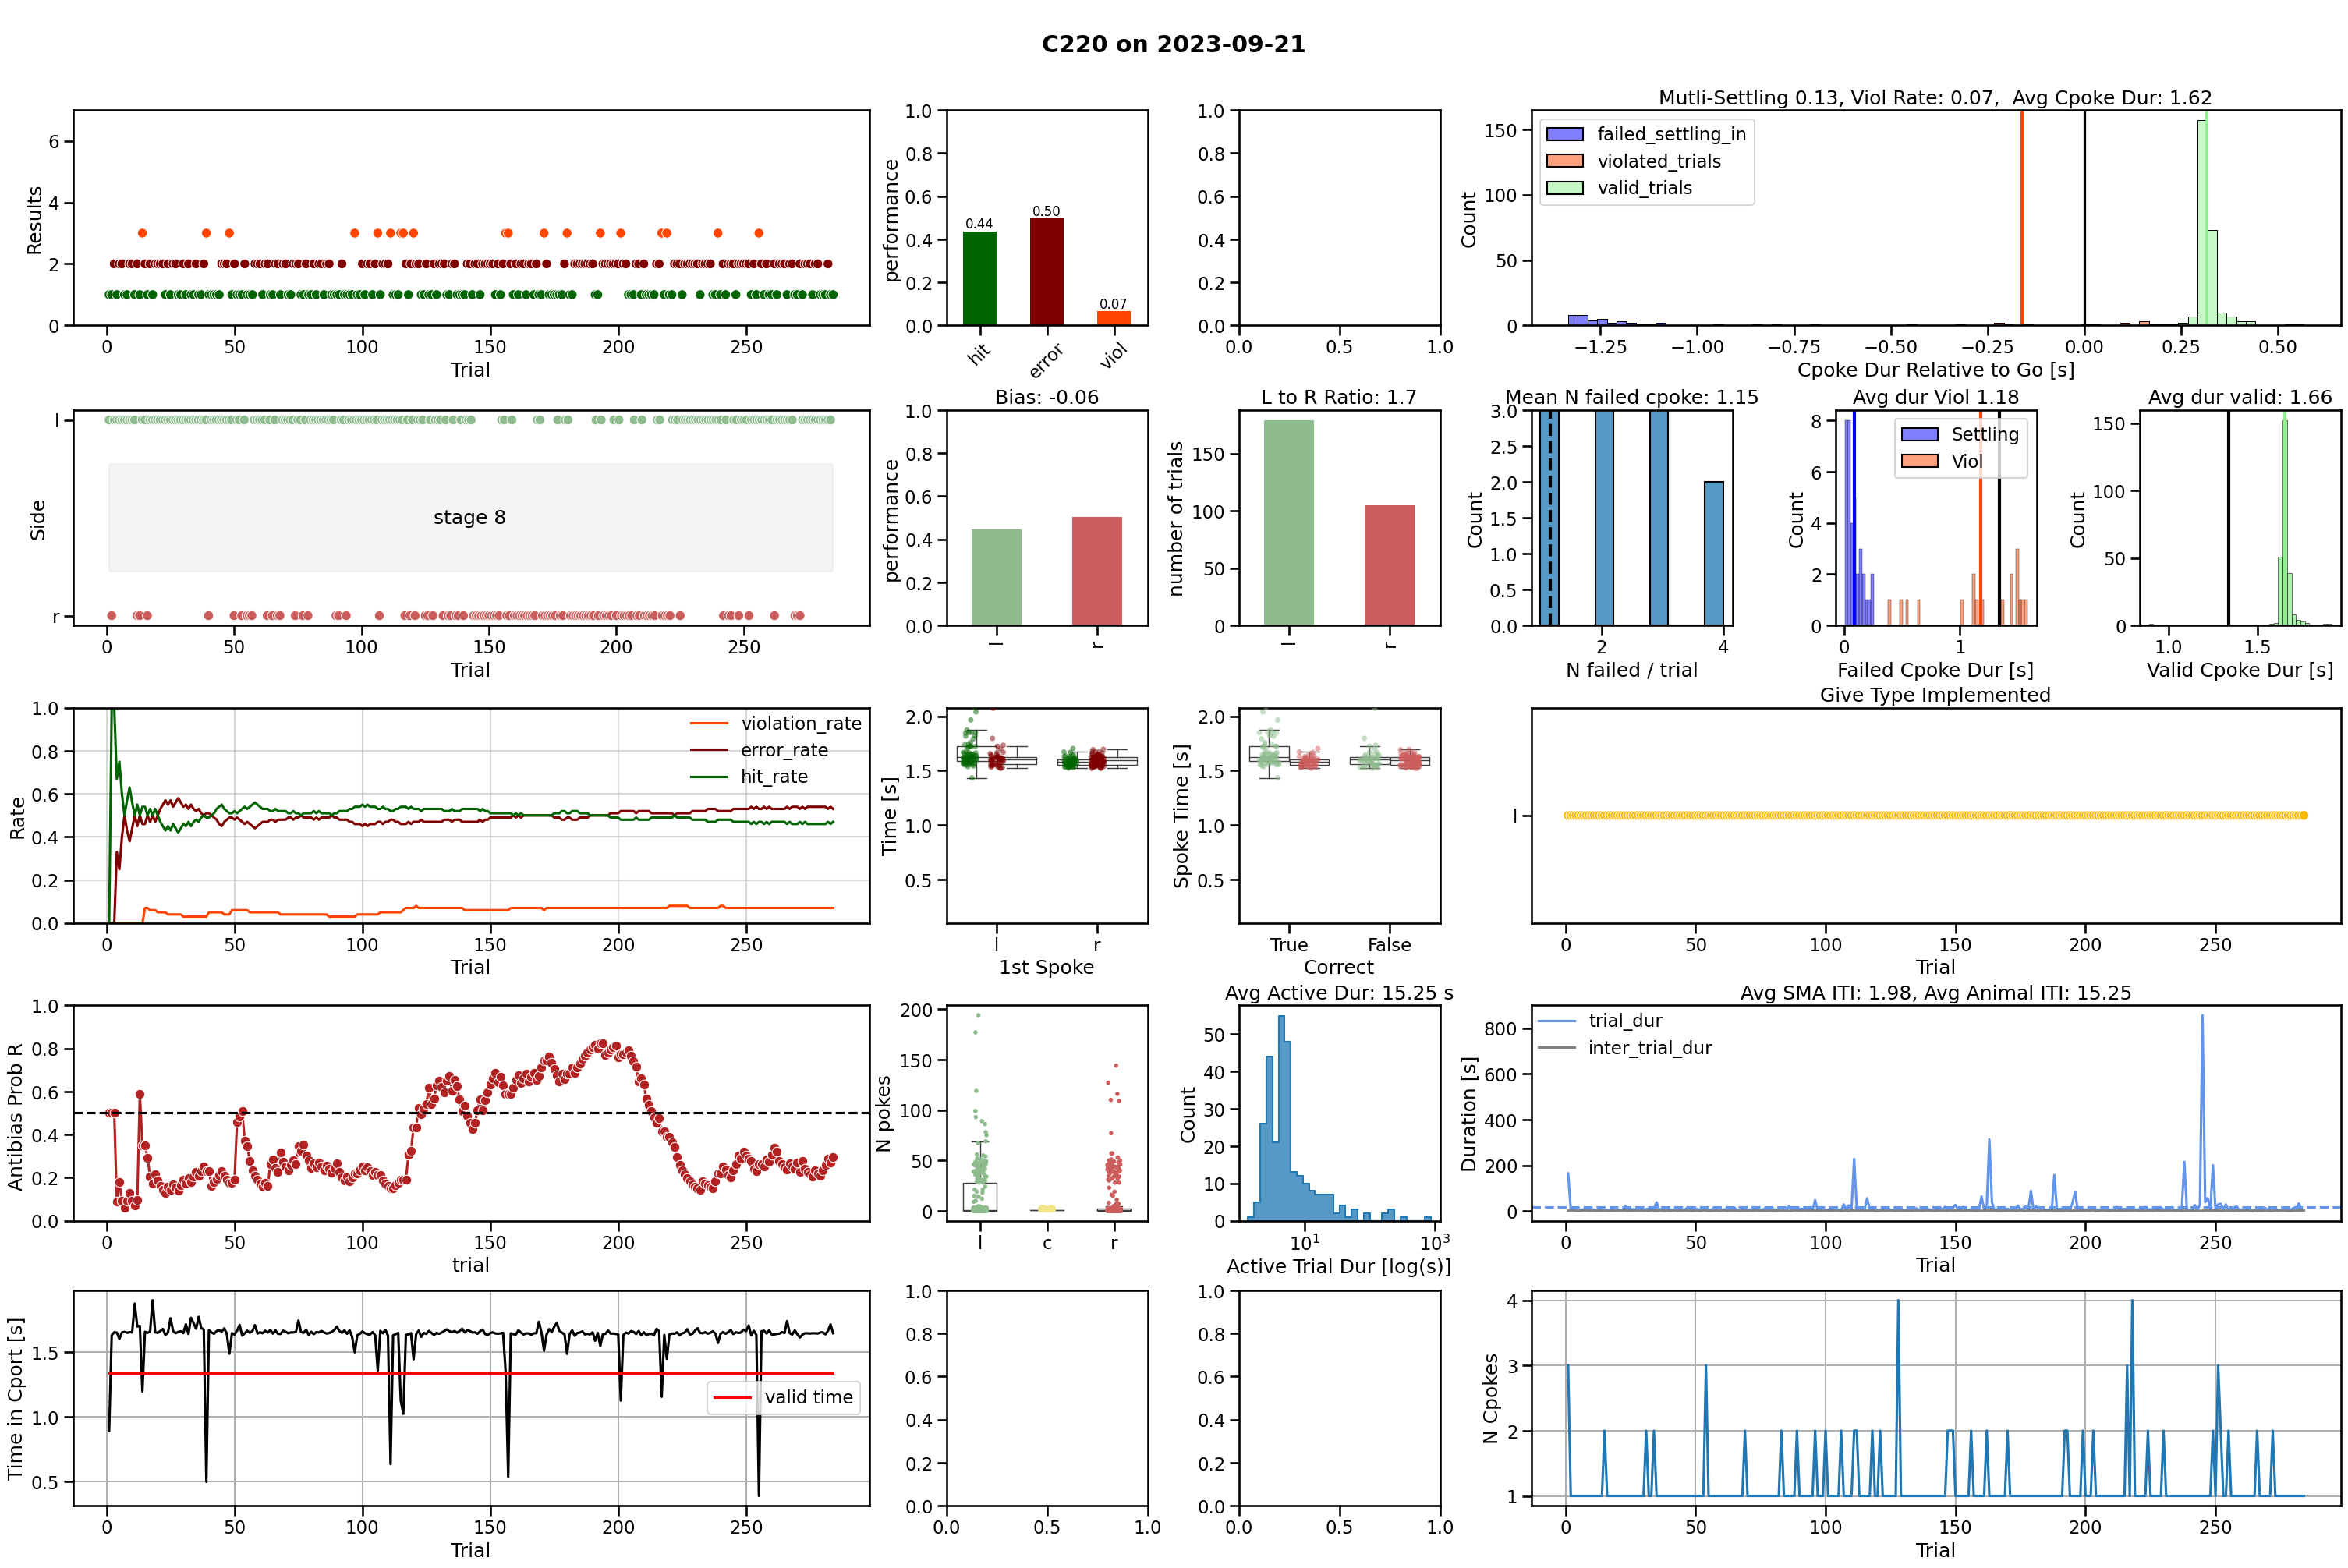 C220 on 2023-09-21
Results
6
4
2
0
0
50
100
150
200
250
Trial
performance
1.0
0.8
0.6
0.4
0.2
0.0
0.44
0.50
0.07
hit
error
viol
1.0
0.8
0.6
0.4
0.2
0.0
0.0
0.5
1.0
Mutli-Settling 0.13, Viol Rate: 0.07, Avg Cpoke Dur: 1.62
Count
150
100
50
0
failed_settling_in
violated_trials
valid_trials
−1.25
−1.00
−0.75
−0.50
−0.25
0.00
0.25
0.50
Cpoke Dur Relative to Go [s]
Side
l
r
stage 8
0
50
100
150
200
250
Trial
Bias: -0.06
performance
1.0
0.8
0.6
0.4
0.2
0.0
l
r
L to R Ratio: 1.7
number of trials
150
100
50
0
l
r
Mean N failed cpoke: 1.15
Count
3.0
2.5
2.0
1.5
1.0
0.5
0.0
2
4
N failed / trial
Avg dur Viol 1.18
Count
8
6
4
2
0
Settling
Viol
0
1
Failed Cpoke Dur [s]
Avg dur valid: 1.66
Count
150
100
50
0
1.0
1.5
Valid Cpoke Dur [s]
Rate
1.0
0.8
0.6
0.4
0.2
0.0
violation_rate
error_rate
hit_rate
0
50
100
150
200
250
Trial
Time [s]
2.0
1.5
1.0
0.5
l
r
1st Spoke
Spoke Time [s]
2.0
1.5
1.0
0.5
True
False
Correct
Give Type Implemented
l
0
50
100
150
200
250
Trial
Antibias Prob R
1.0
0.8
0.6
0.4
0.2
0.0
0
50
100
150
200
250
trial
N pokes
200
150
100
50
0
l
c
r
Avg Active Dur: 15.25 s
Count
50
40
30
20
10
0
10¹
10³
Active Trial Dur [log(s)]
Avg SMA ITI: 1.98, Avg Animal ITI: 15.25
Duration [s]
800
600
400
200
0
trial_dur
inter_trial_dur
0
50
100
150
200
250
Trial
Time in Cport [s]
1.5
1.0
0.5
valid time
0
50
100
150
200
250
Trial
1.0
0.8
0.6
0.4
0.2
0.0
0.0
0.5
1.0
1.0
0.8
0.6
0.4
0.2
0.0
0.0
0.5
1.0
N Cpokes
4
3
2
1
0
50
100
150
200
250
Trial